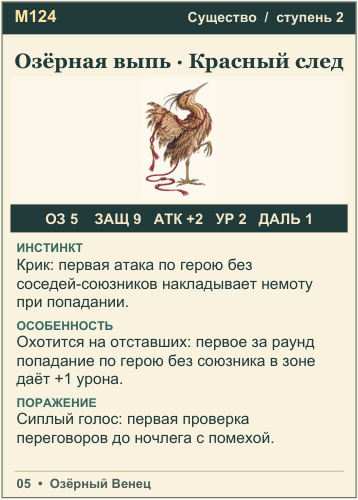 M124
Существо / ступень 2
Озёрная выпь · Красный след
ОЗ 5 ЗАЩ 9 АТК +2 УР 2 ДАЛЬ 1
ИНСТИНКТ
Крик: первая атака по герою без
соседей-союзников накладывает немоту
при попадании.
ОСОБЕННОСТЬ
Охотится на отставших: первое за раунд
попадание по герою без союзника в зоне
даёт +1 урона.
ПОРАЖЕНИЕ
Сиплый голос: первая проверка
переговоров до ночлега с помехой.
05 • Озёрный Венец